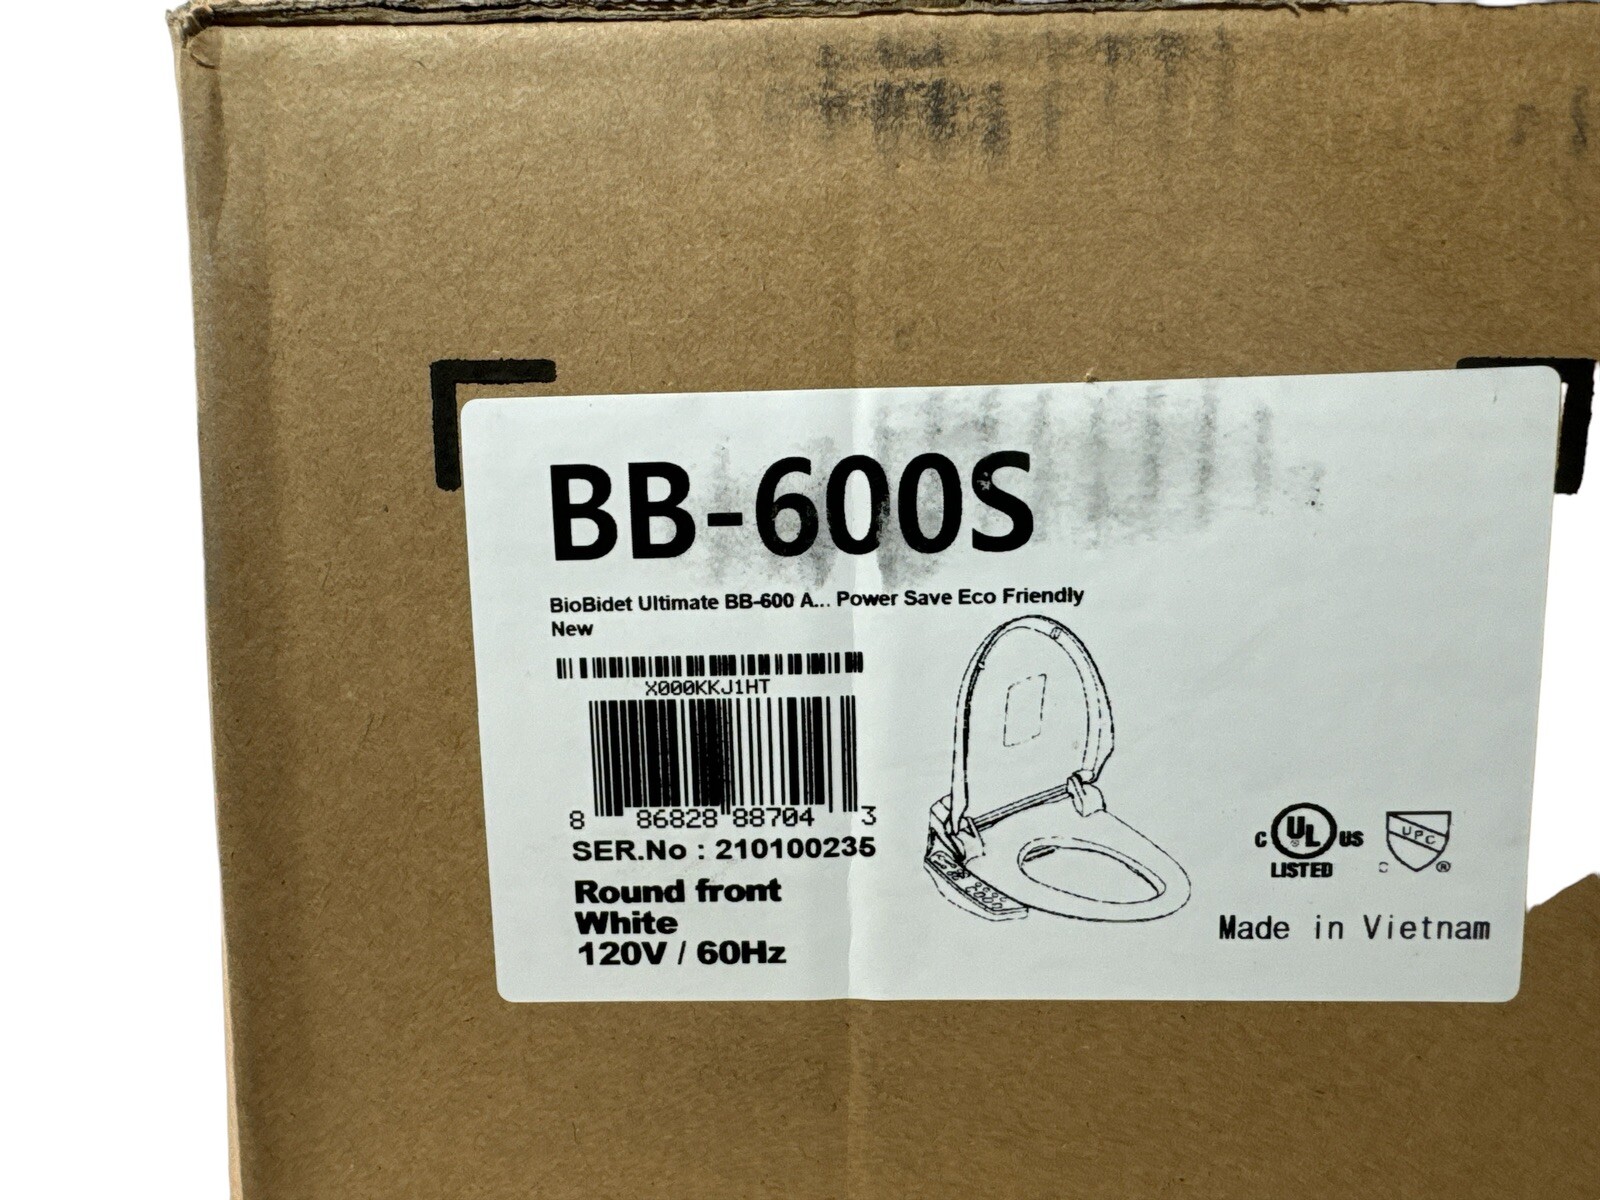 BB-600S
BioBidet Ultimate BB-600 A... Power Save Eco Friendly
New
X000KKJ1HT
8 86828 88704 3
SER.No : 210100235
Round front
White
120V / 60Hz
C UL US
LISTED
UPC
C ®
Made in Vietnam